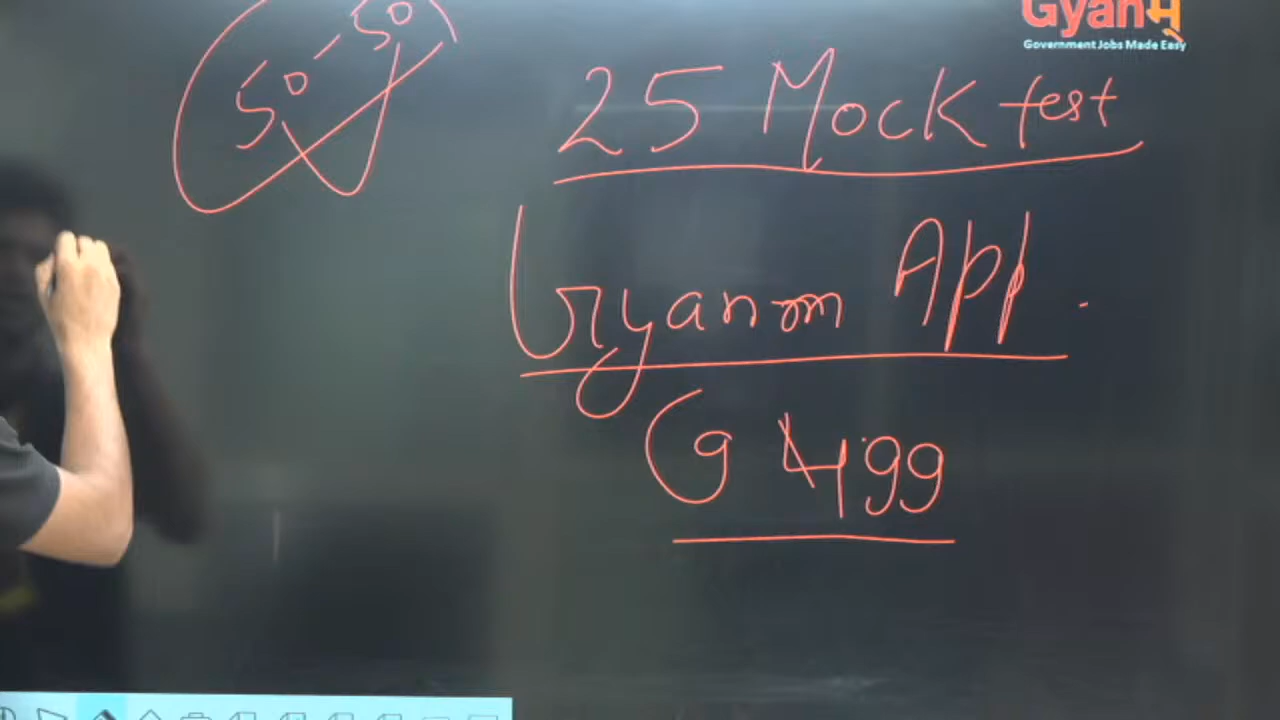 Gyanम्
Government Jobs Made Easy
50 - 50
25 Mock test
Gyanm App.
@ 499